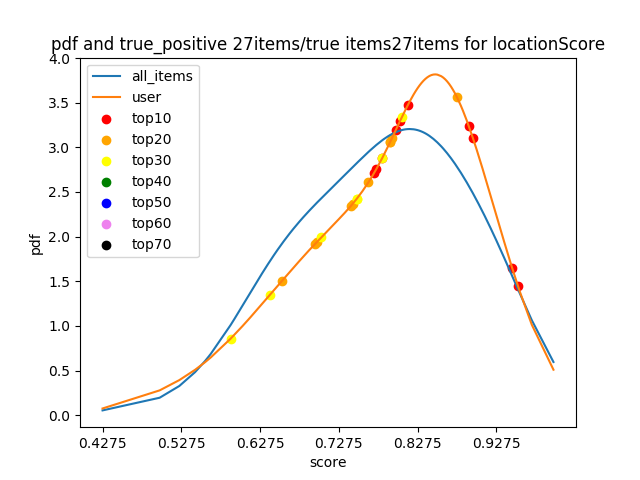 pdf and true_positive 27items/true items27items for locationScore
4.0
3.5
3.0
2.5
2.0
1.5
1.0
0.5
0.0
pdf
all_items
user
top10
top20
top30
top40
top50
top60
top70
0.4275 0.5275 0.6275 0.7275 0.8275 0.9275
score